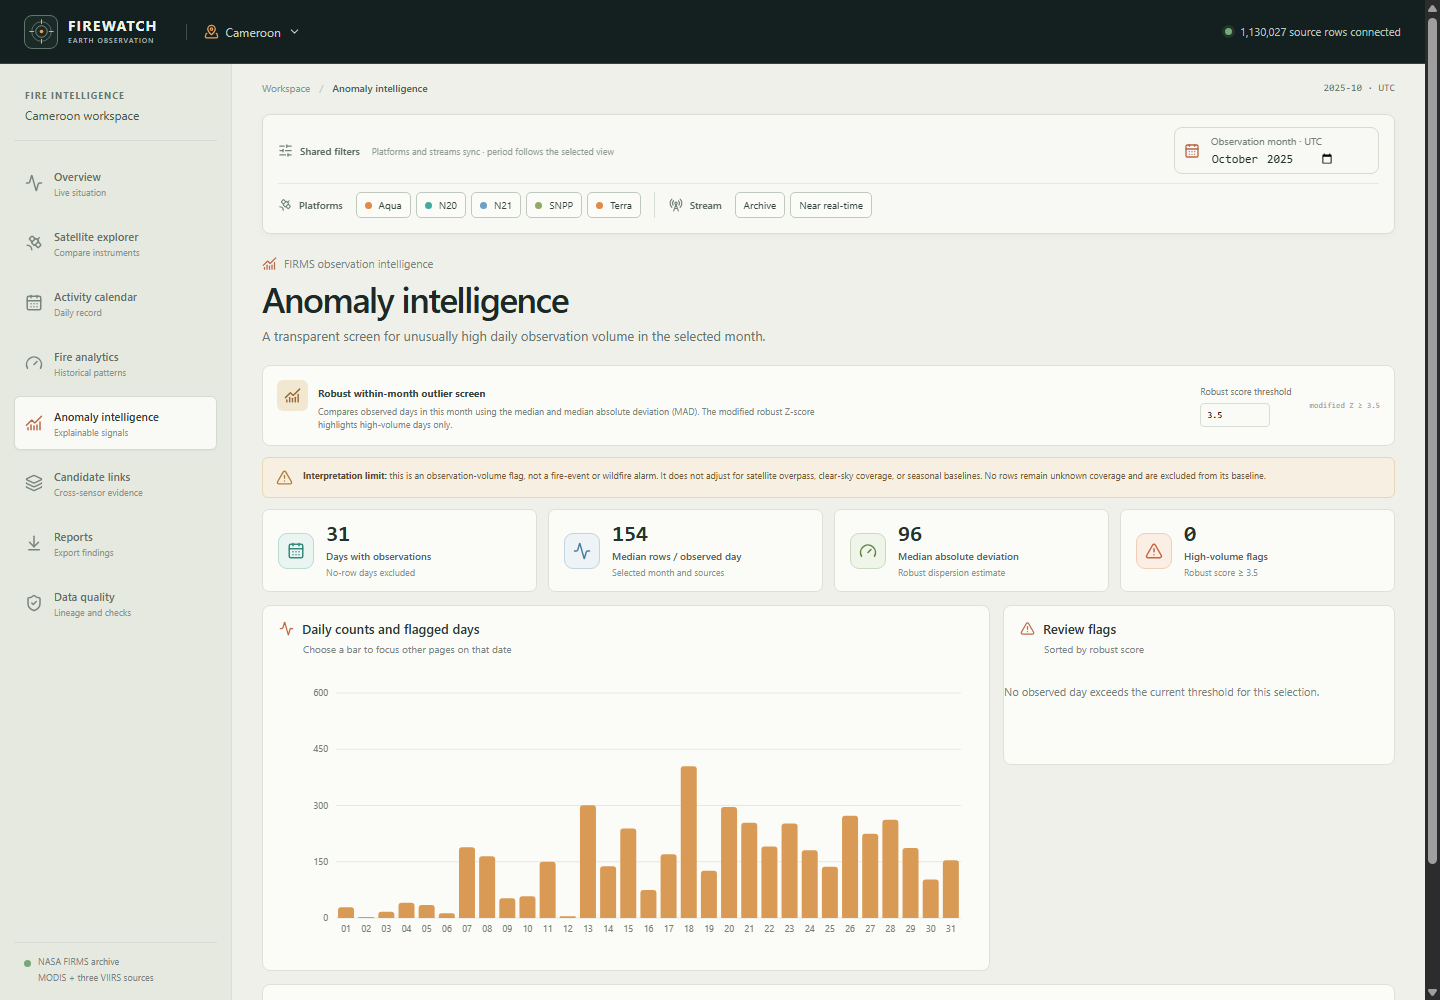 FIREWATCH
EARTH OBSERVATION
Cameroon
1,130,027 source rows connected
FIRE INTELLIGENCE
Cameroon workspace
Overview
Live situation
Satellite explorer
Compare instruments
Activity calendar
Daily record
Fire analytics
Historical patterns
Anomaly intelligence
Explainable signals
Candidate links
Cross-sensor evidence
Reports
Export findings
Data quality
Lineage and checks
NASA FIRMS archive
MODIS + three VIIRS sources
Workspace / Anomaly intelligence
2025-10 · UTC
Shared filters Platforms and streams sync · period follows the selected view
Observation month · UTC
October 2025
Platforms Aqua N20 N21 SNPP Terra Stream Archive Near real-time
FIRMS observation intelligence
Anomaly intelligence
A transparent screen for unusually high daily observation volume in the selected month.
Robust within-month outlier screen
Compares observed days in this month using the median and median absolute deviation (MAD). The modified robust Z-score
highlights high-volume days only.
Robust score threshold
3.5
modified Z ≥ 3.5
Interpretation limit: this is an observation-volume flag, not a fire-event or wildfire alarm. It does not adjust for satellite overpass, clear-sky coverage, or seasonal baselines. No rows remain unknown coverage and are excluded from its baseline.
31
Days with observations
No-row days excluded
154
Median rows / observed day
Selected month and sources
96
Median absolute deviation
Robust dispersion estimate
0
High-volume flags
Robust score ≥ 3.5
Daily counts and flagged days
Choose a bar to focus other pages on that date
600
450
300
150
0
01 02 03 04 05 06 07 08 09 10 11 12 13 14 15 16 17 18 19 20 21 22 23 24 25 26 27 28 29 30 31
Review flags
Sorted by robust score
No observed day exceeds the current threshold for this selection.